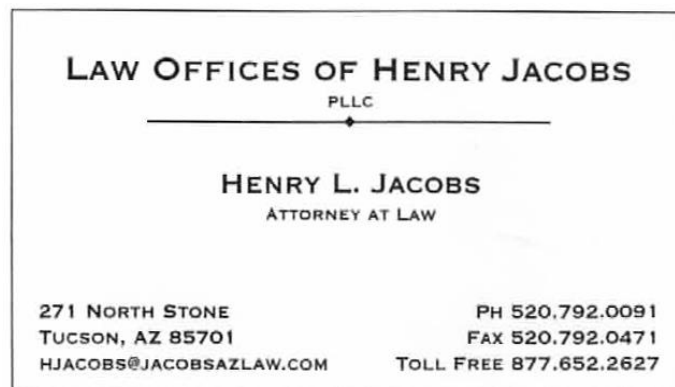 LAW OFFICES OF HENRY JACOBS
PLLC
HENRY L. JACOBS
ATTORNEY AT LAW
271 NORTH STONE
TUCSON, AZ 85701
HJACOBS@JACOBSAZLAW.COM
PH 520.792.0091
FAX 520.792.0471
TOLL FREE 877.652.2627